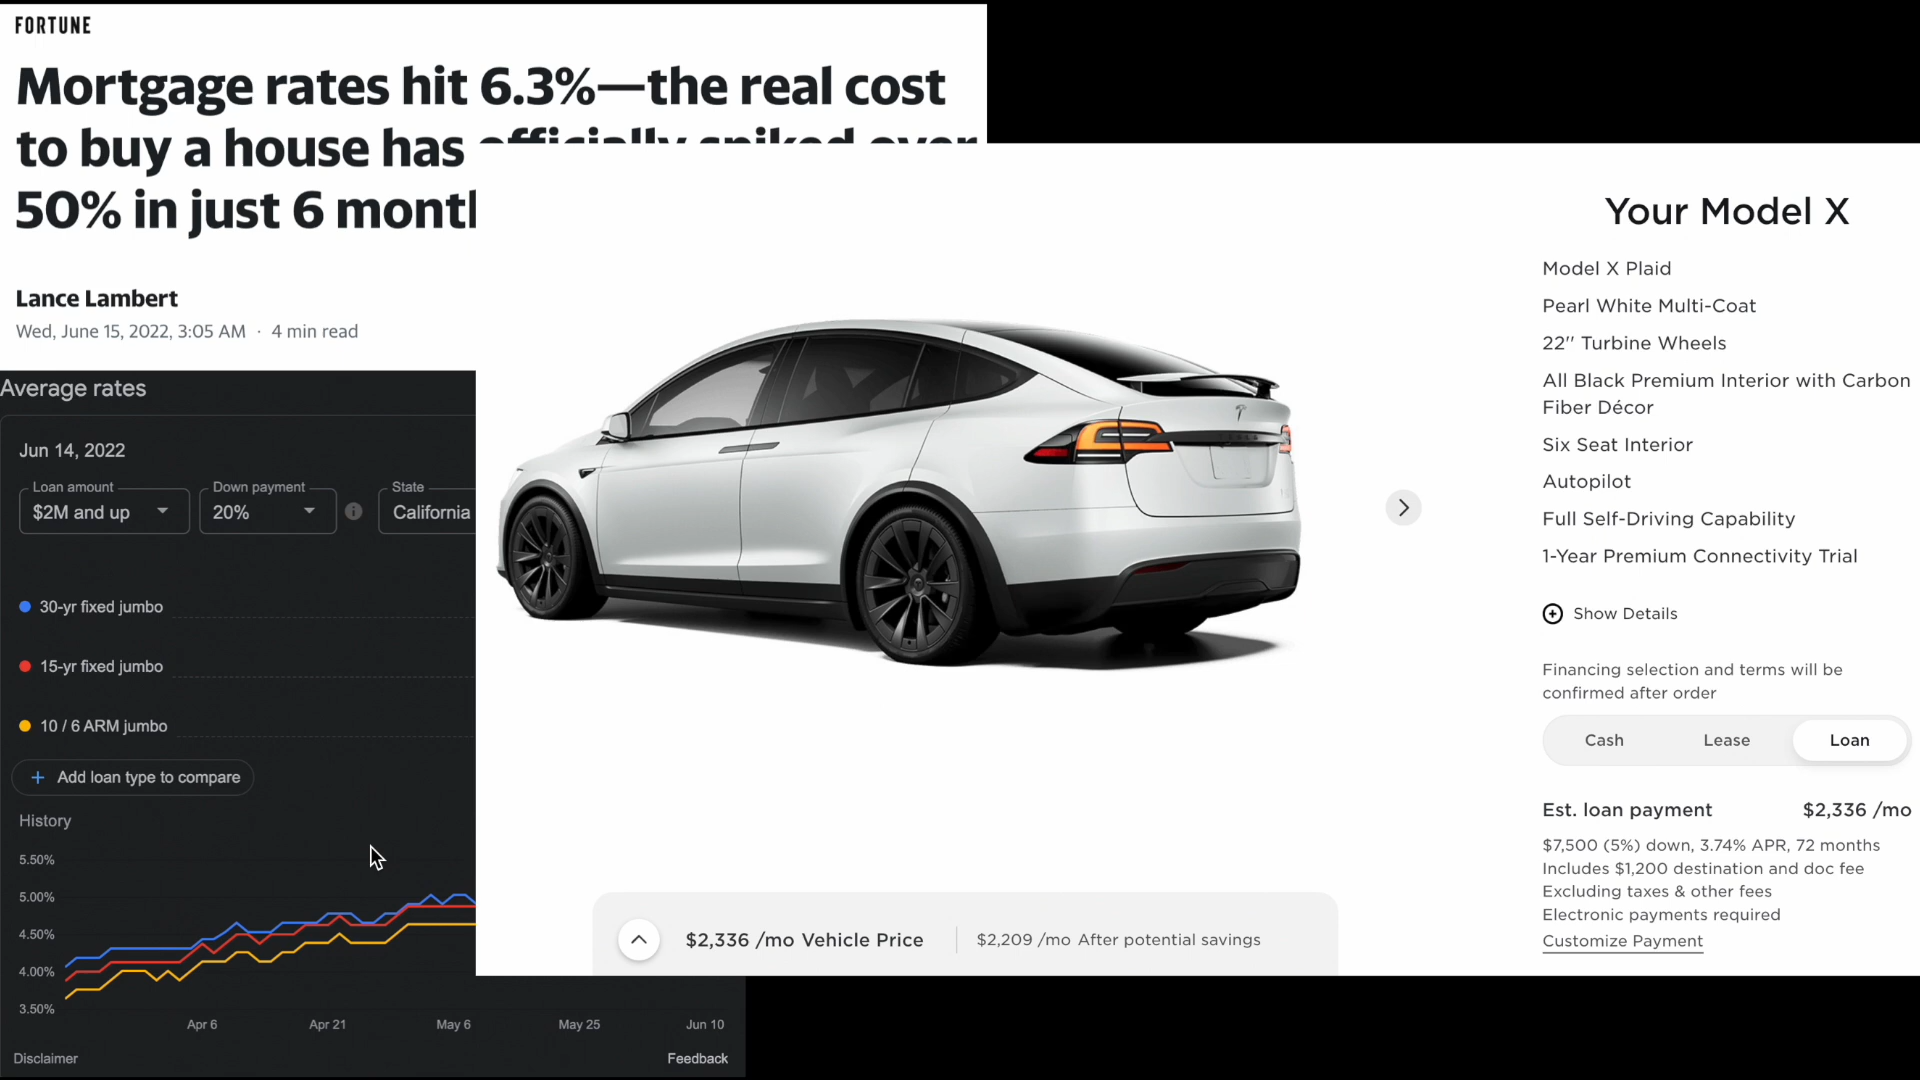 FORTUNE
Mortgage rates hit 6.3%—the real cost
to buy a house has officially spiked over
50% in just 6 mont
Lance Lambert
Wed, June 15, 2022, 3:05 AM · 4 min read
Average rates
Jun 14, 2022
Loan amount
$2M and up
Down payment
20%
State
California
30-yr fixed jumbo
15-yr fixed jumbo
10 / 6 ARM jumbo
+ Add loan type to compare
History
5.50%
5.00%
4.50%
4.00%
3.50%
Apr 6
Apr 21
May 6
May 25
Jun 10
Disclaimer
Feedback
$2,336 /mo Vehicle Price
$2,209 /mo After potential savings
Your Model X
Model X Plaid
Pearl White Multi-Coat
22'' Turbine Wheels
All Black Premium Interior with Carbon
Fiber Décor
Six Seat Interior
Autopilot
Full Self-Driving Capability
1-Year Premium Connectivity Trial
Show Details
Financing selection and terms will be
confirmed after order
Cash
Lease
Loan
Est. loan payment $2,336 /mo
$7,500 (5%) down, 3.74% APR, 72 months
Includes $1,200 destination and doc fee
Excluding taxes & other fees
Electronic payments required
Customize Payment